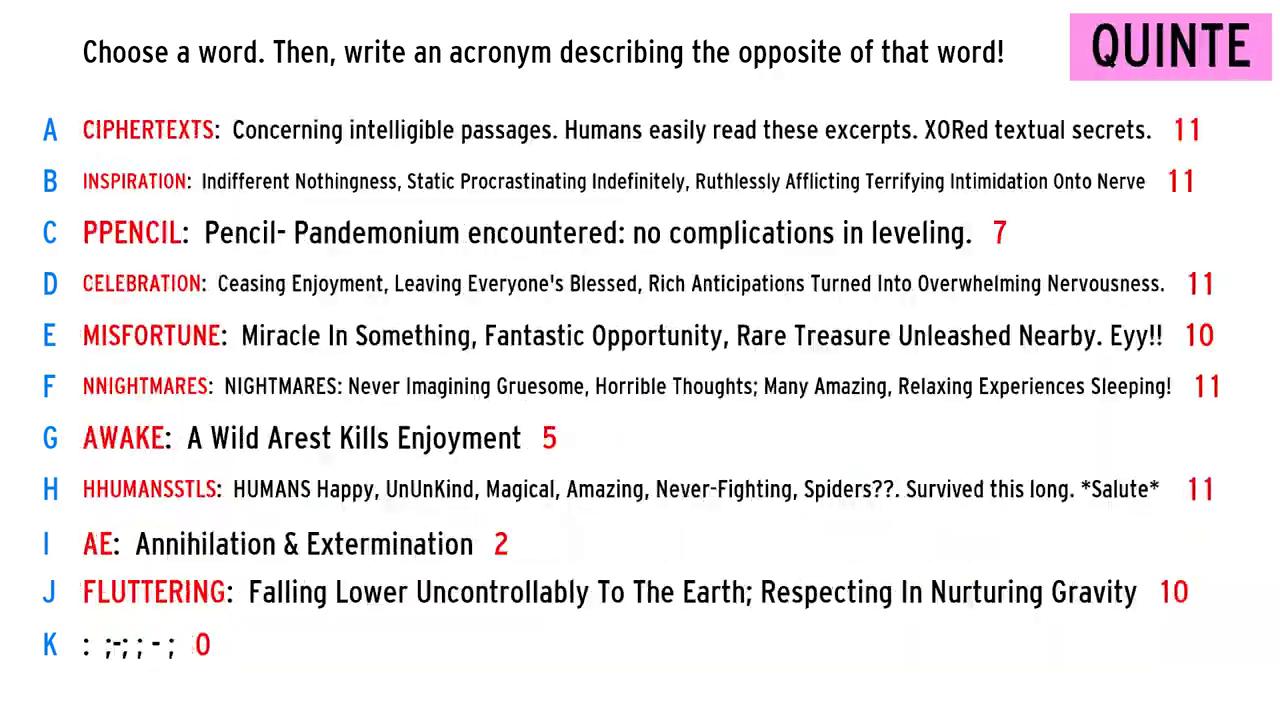 Choose a word. Then, write an acronym describing the opposite of that word!
QUINTE
A CIPHERTEXTS: Concerning intelligible passages. Humans easily read these excerpts. XORed textual secrets. 11
B INSPIRATION: Indifferent Nothingness, Static Procrastinating Indefinitely, Ruthlessly Afflicting Terrifying Intimidation Onto Nerve 11
C PPENCIL: Pencil- Pandemonium encountered: no complications in leveling. 7
D CELEBRATION: Ceasing Enjoyment, Leaving Everyone's Blessed, Rich Anticipations Turned Into Overwhelming Nervousness. 11
E MISFORTUNE: Miracle In Something, Fantastic Opportunity, Rare Treasure Unleashed Nearby. Eyy!! 10
F NNIGHTMARES: NIGHTMARES: Never Imagining Gruesome, Horrible Thoughts; Many Amazing, Relaxing Experiences Sleeping! 11
G AWAKE: A Wild Arest Kills Enjoyment 5
H HHUMANSSTLS: HUMANS Happy, UnUnKind, Magical, Amazing, Never-Fighting, Spiders??. Survived this long. *Salute* 11
I AE: Annihilation & Extermination 2
J FLUTTERING: Falling Lower Uncontrollably To The Earth; Respecting In Nurturing Gravity 10
K : ;-; ; - ; 0